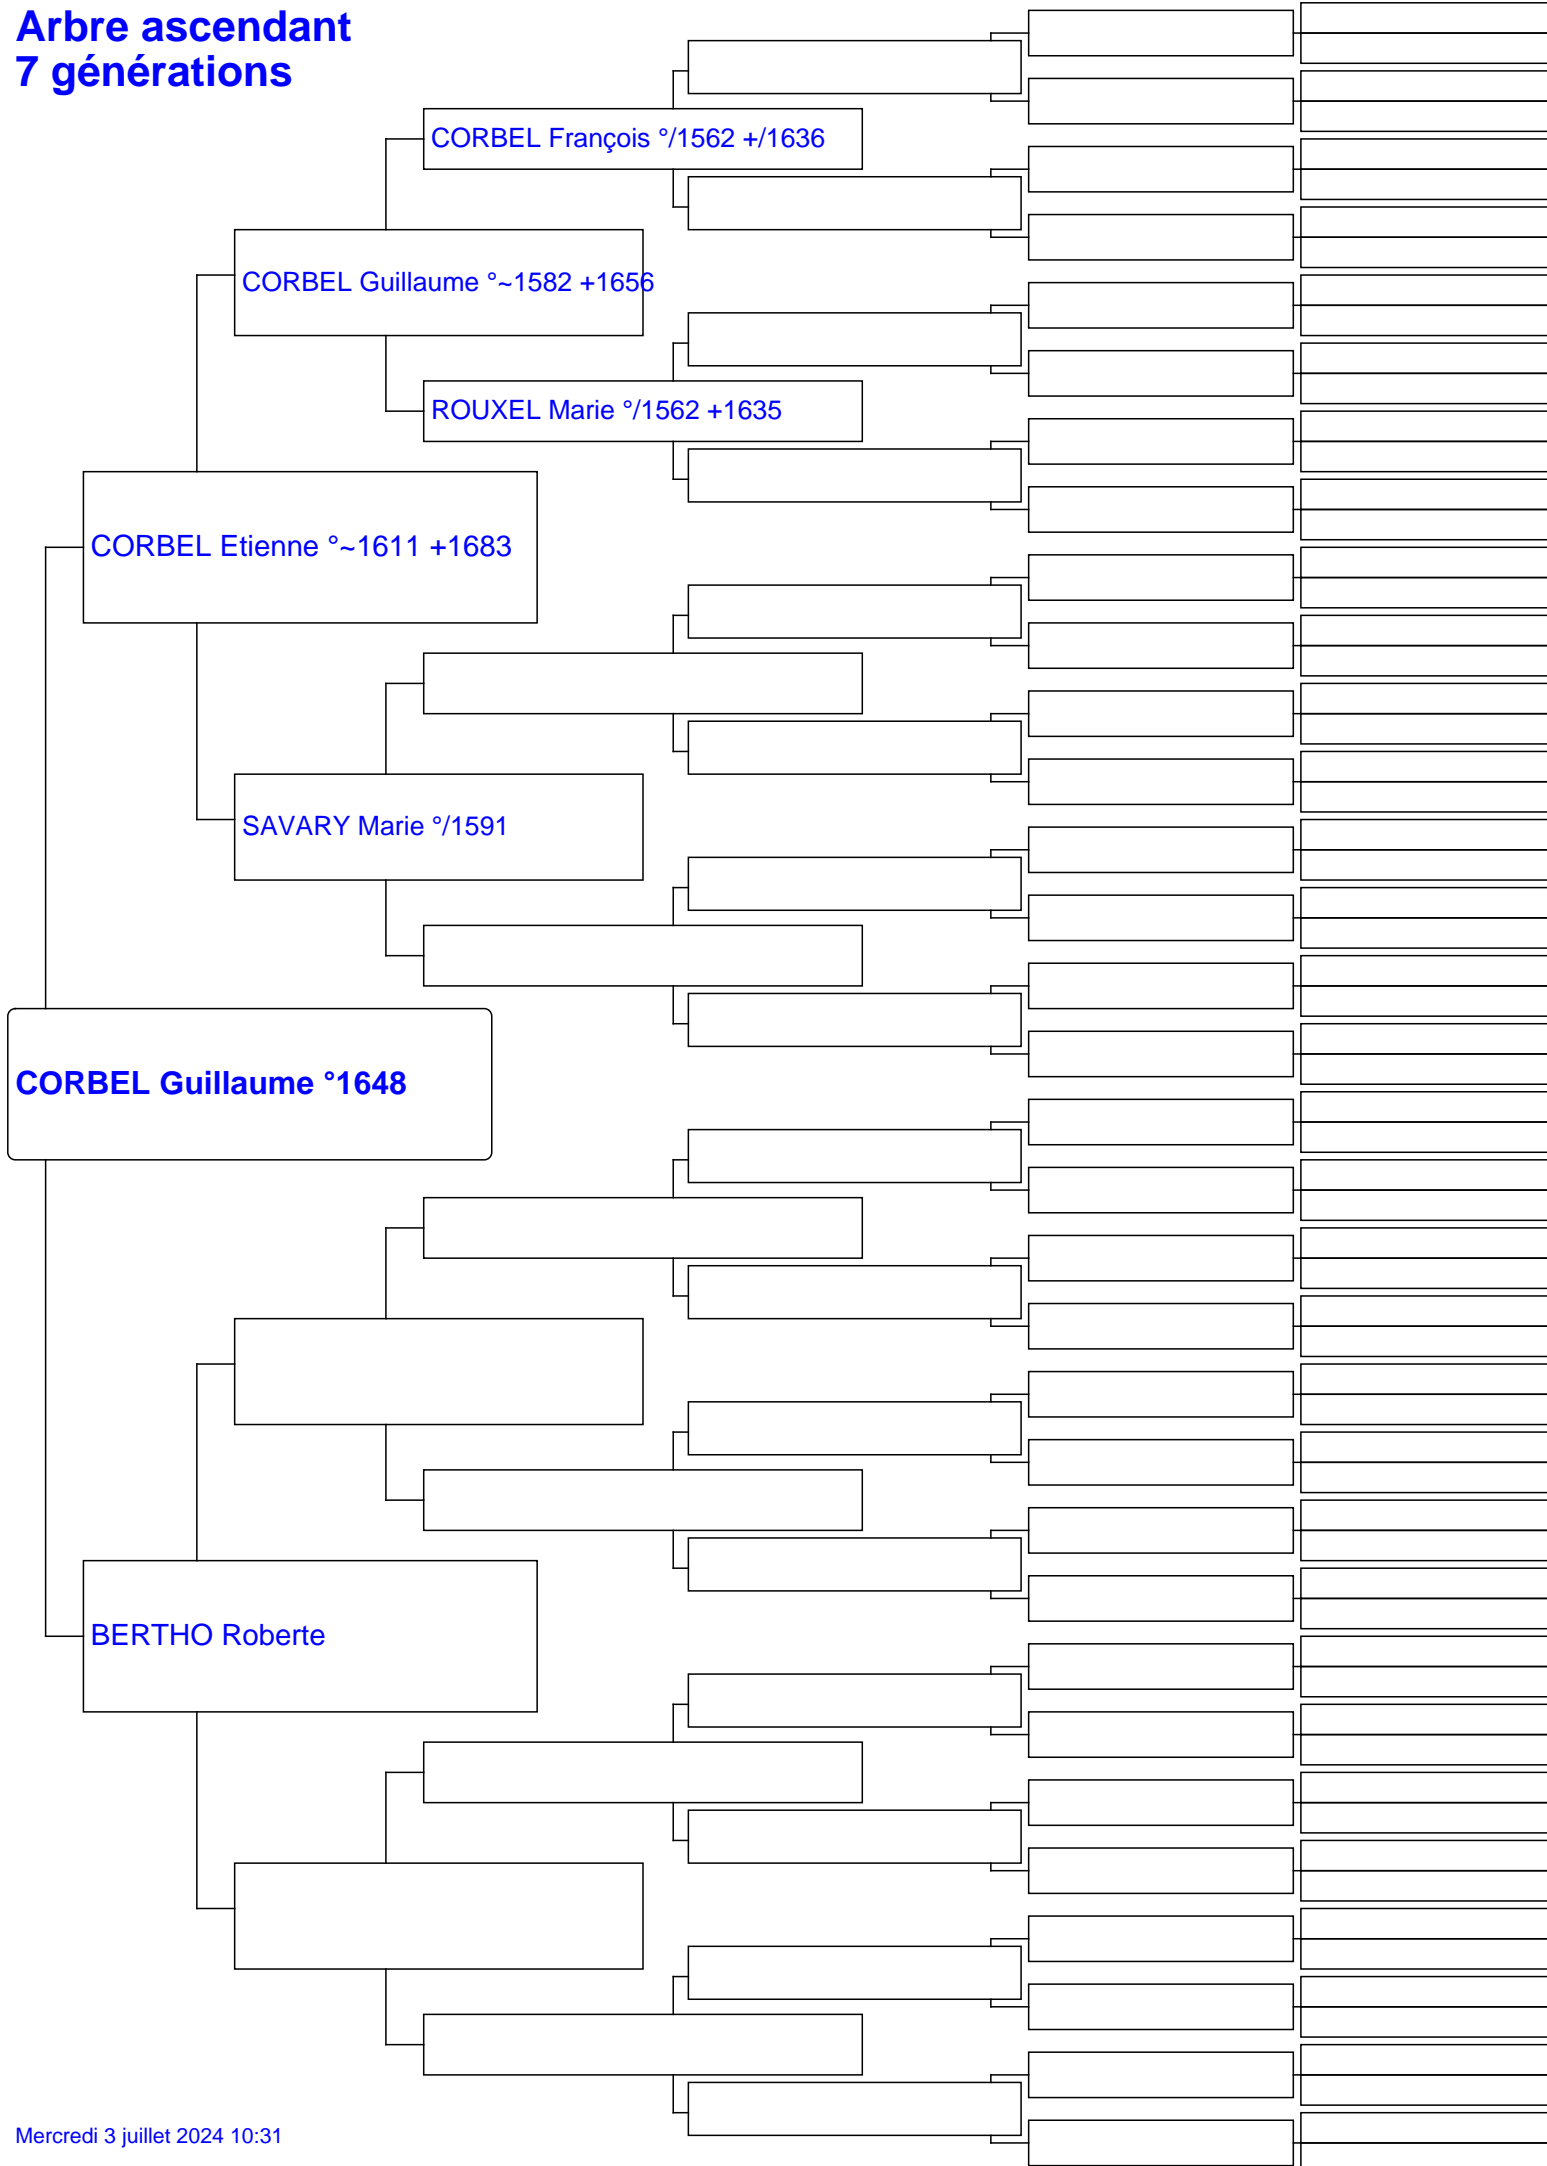 Arbre ascendant
7 générations
CORBEL François °/1562 +/1636
CORBEL Guillaume °~1582 +1656
ROUXEL Marie °/1562 +1635
CORBEL Etienne °~1611 +1683
SAVARY Marie °/1591
CORBEL Guillaume °1648
BERTHO Roberte
Mercredi 3 juillet 2024 10:31